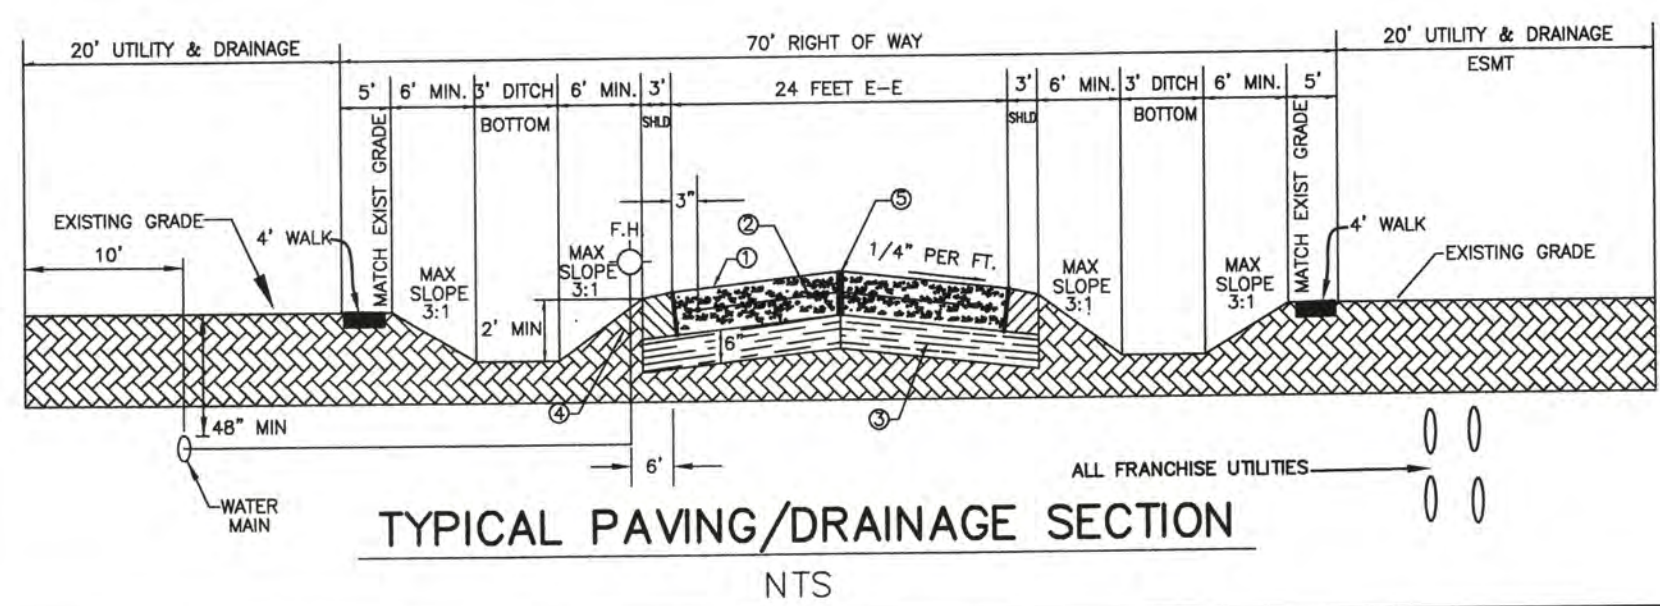 20' UTILITY & DRAINAGE
70' RIGHT OF WAY
20' UTILITY & DRAINAGE
ESMT
5'
6' MIN.
3' DITCH
BOTTOM
6' MIN.
3'
SHLD
24 FEET E-E
3'
SHLD
6' MIN.
3' DITCH
BOTTOM
6' MIN.
5'
MATCH EXIST GRADE
MATCH EXIST GRADE
EXISTING GRADE
4' WALK
10'
MAX
SLOPE
3:1
2' MIN
F.H.
MAX
SLOPE
3:1
3"
1
2
5
1/4" PER FT.
6"
MAX
SLOPE
3:1
MAX
SLOPE
3:1
4' WALK
EXISTING GRADE
4
3
48" MIN
6'
WATER
MAIN
ALL FRANCHISE UTILITIES
TYPICAL PAVING/DRAINAGE SECTION
NTS